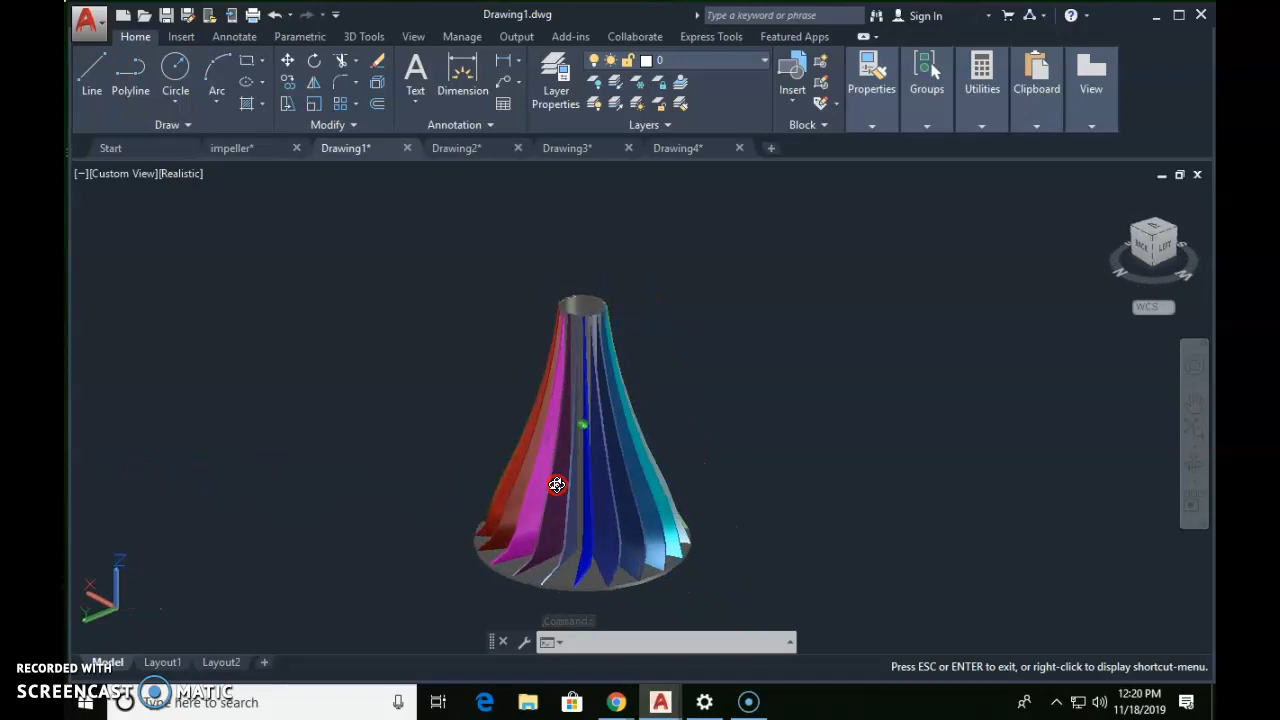 Drawing1.dwg
Type a keyword or phrase
Sign In
Home Insert Annotate Parametric 3D Tools View Manage Output Add-ins Collaborate Express Tools Featured Apps
Line Polyline Circle Arc
Text Dimension
Layer Properties
0
Insert
Properties Groups Utilities Clipboard View
Draw Modify Annotation Layers Block
Start impeller* Drawing1* Drawing2* Drawing3* Drawing4*
[−][Custom View][Realistic]
BACK LEFT
N S
WCS
Z
X
Y
Command:
Model Layout1 Layout2
Press ESC or ENTER to exit, or right-click to display shortcut-menu.
RECORDED WITH
SCREENCAST MATIC
Type here to search
12:20 PM
11/18/2019